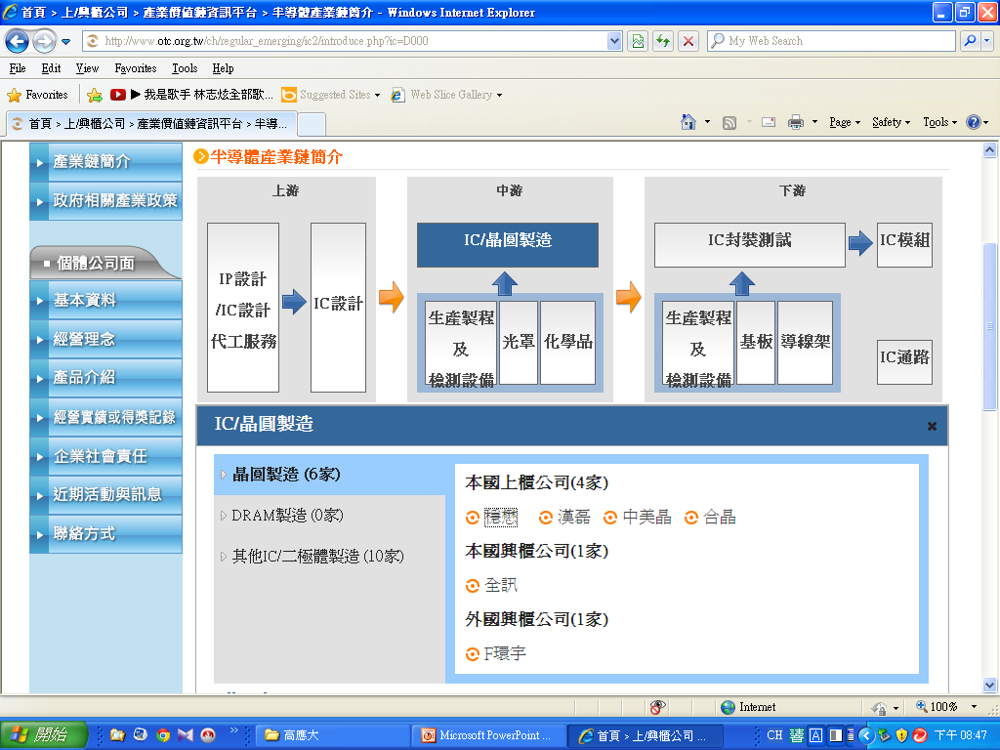 首頁 > 上/興櫃公司 > 產業價值鏈資訊平台 > 半導體產業鏈簡介 - Windows Internet Explorer
http://www.otc.org.tw/ch/regular_emerging/ic2/introduce.php?ic=D000
My Web Search
File Edit View Favorites Tools Help
Favorites ▶ 我是歌手 林志炫全部歌... Suggested Sites Web Slice Gallery
首頁 > 上/興櫃公司 > 產業價值鏈資訊平台 > 半導...
Page Safety Tools
產業鏈簡介
政府相關產業政策
個體公司面
基本資料
經營理念
產品介紹
經營實績或得獎記錄
企業社會責任
近期活動與訊息
聯絡方式
半導體產業鏈簡介
上游
IP設計
/IC設計
代工服務
IC設計
中游
IC/晶圓製造
生產製程
及
檢測設備
光罩
化學品
下游
IC封裝測試
IC模組
生產製程
及
檢測設備
基板
導線架
IC通路
IC/晶圓製造
晶圓製造 (6家)
DRAM製造 (0家)
其他IC/二極體製造 (10家)
本國上櫃公司(4家)
穩懋 漢磊 中美晶 合晶
本國興櫃公司(1家)
全訊
外國興櫃公司(1家)
F環宇
Internet
100%
開始
高應大
Microsoft PowerPoint ...
首頁 > 上/興櫃公司 ...
CH
A
下午 08:47